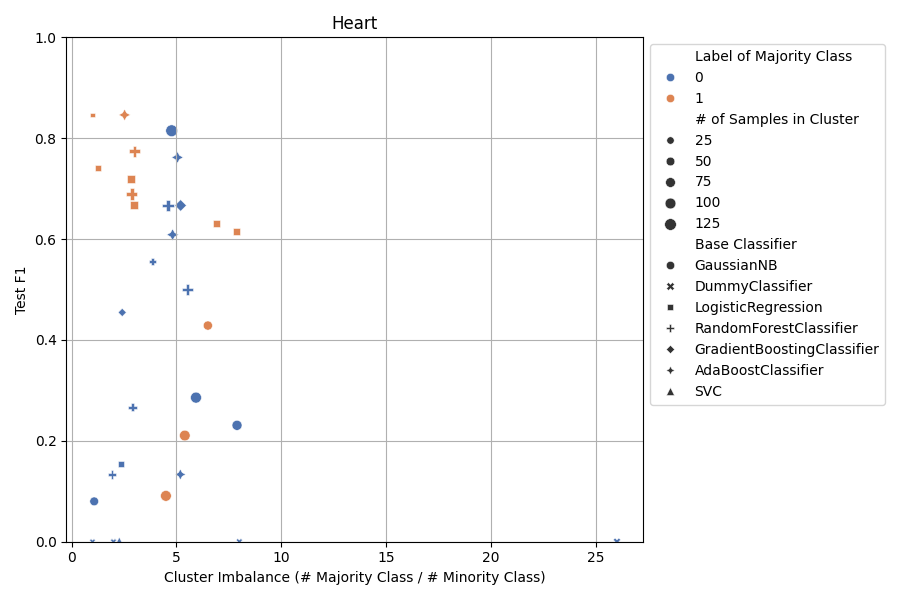 Heart
1.0
0.8
0.6
0.4
0.2
0.0
Test F1
0
5
10
15
20
25
Cluster Imbalance (# Majority Class / # Minority Class)
Label of Majority Class
0
1
# of Samples in Cluster
25
50
75
100
125
Base Classifier
GaussianNB
DummyClassifier
LogisticRegression
RandomForestClassifier
GradientBoostingClassifier
AdaBoostClassifier
SVC